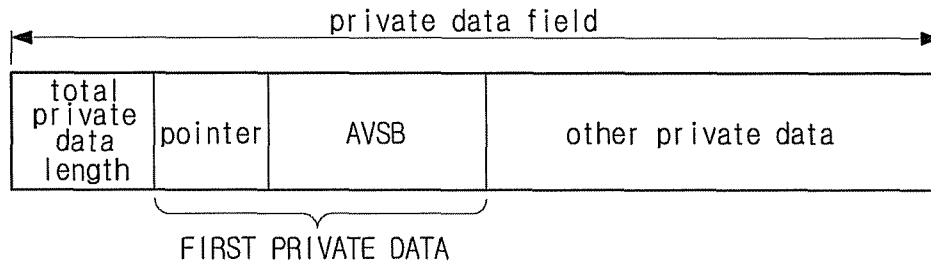 private data field
total
private
data
length
pointer
AVSB
other private data
FIRST PRIVATE DATA